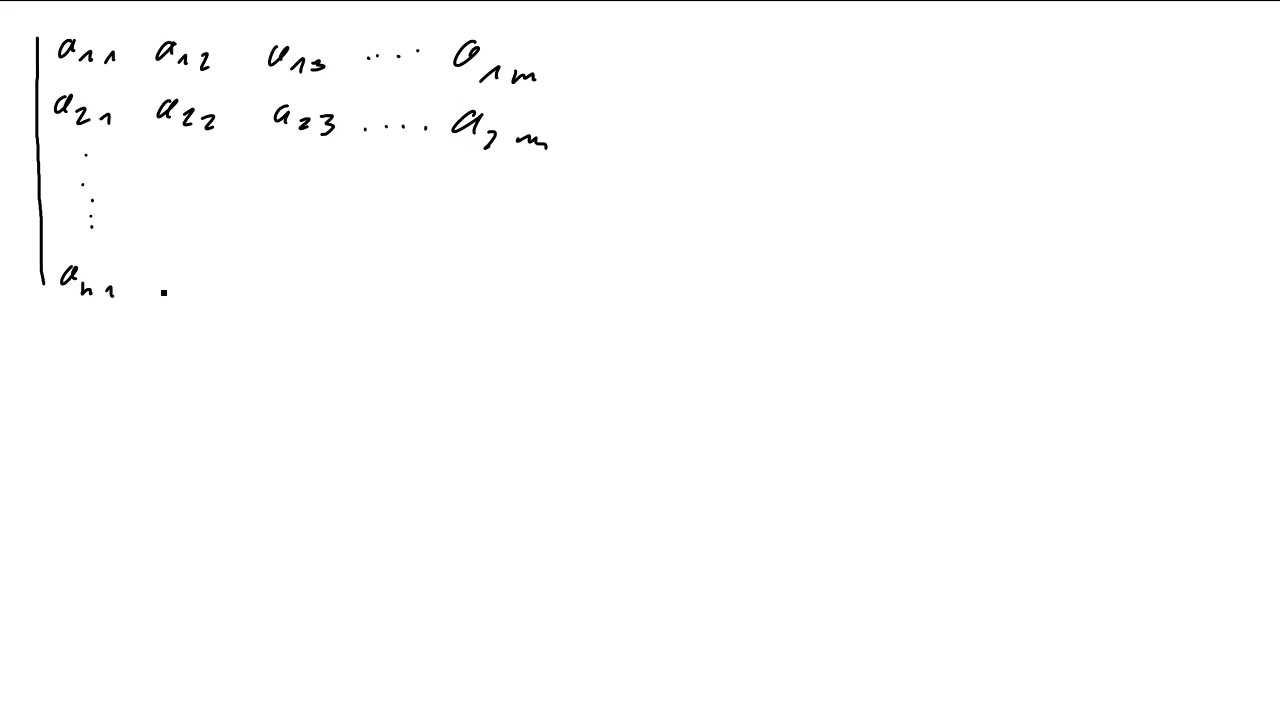 | a₁₁ a₁₂ a₁₃ .... a₁ₘ
| a₂₁ a₂₂ a₂₃ .... a₂ₘ
| .
| .
| .
| .
| .
| aₙ₁ .